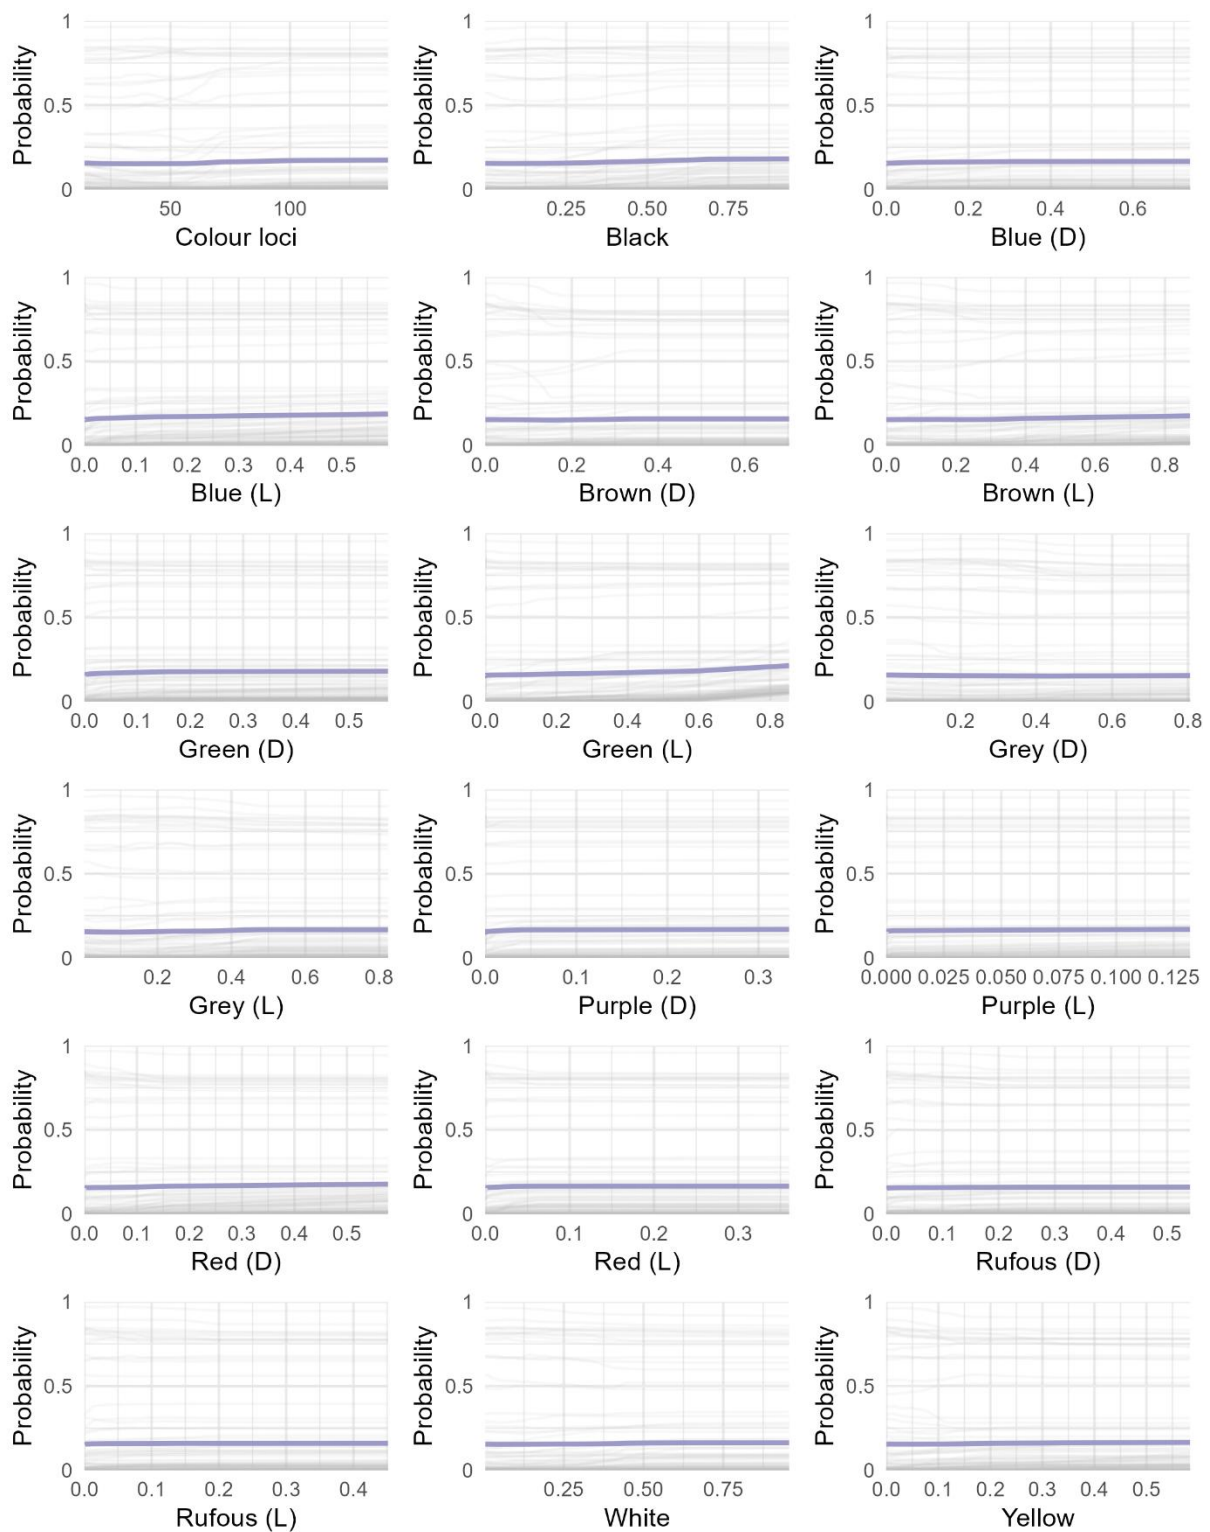 Probability 1 0.5 0 50 100 Colour loci
Probability 1 0.5 0 0.25 0.50 0.75 Black
Probability 1 0.5 0 0.0 0.2 0.4 0.6 Blue (D)
Probability 1 0.5 0 0.0 0.1 0.2 0.3 0.4 0.5 Blue (L)
Probability 1 0.5 0 0.0 0.2 0.4 0.6 Brown (D)
Probability 1 0.5 0 0.0 0.2 0.4 0.6 0.8 Brown (L)
Probability 1 0.5 0 0.0 0.1 0.2 0.3 0.4 0.5 Green (D)
Probability 1 0.5 0 0.0 0.2 0.4 0.6 0.8 Green (L)
Probability 1 0.5 0 0.2 0.4 0.6 0.8 Grey (D)
Probability 1 0.5 0 0.2 0.4 0.6 0.8 Grey (L)
Probability 1 0.5 0 0.0 0.1 0.2 0.3 Purple (D)
Probability 1 0.5 0 0.000 0.025 0.050 0.075 0.100 0.125 Purple (L)
Probability 1 0.5 0 0.0 0.1 0.2 0.3 0.4 0.5 Red (D)
Probability 1 0.5 0 0.0 0.1 0.2 0.3 Red (L)
Probability 1 0.5 0 0.0 0.1 0.2 0.3 0.4 0.5 Rufous (D)
Probability 1 0.5 0 0.0 0.1 0.2 0.3 0.4 Rufous (L)
Probability 1 0.5 0 0.25 0.50 0.75 White
Probability 1 0.5 0 0.0 0.1 0.2 0.3 0.4 0.5 Yellow